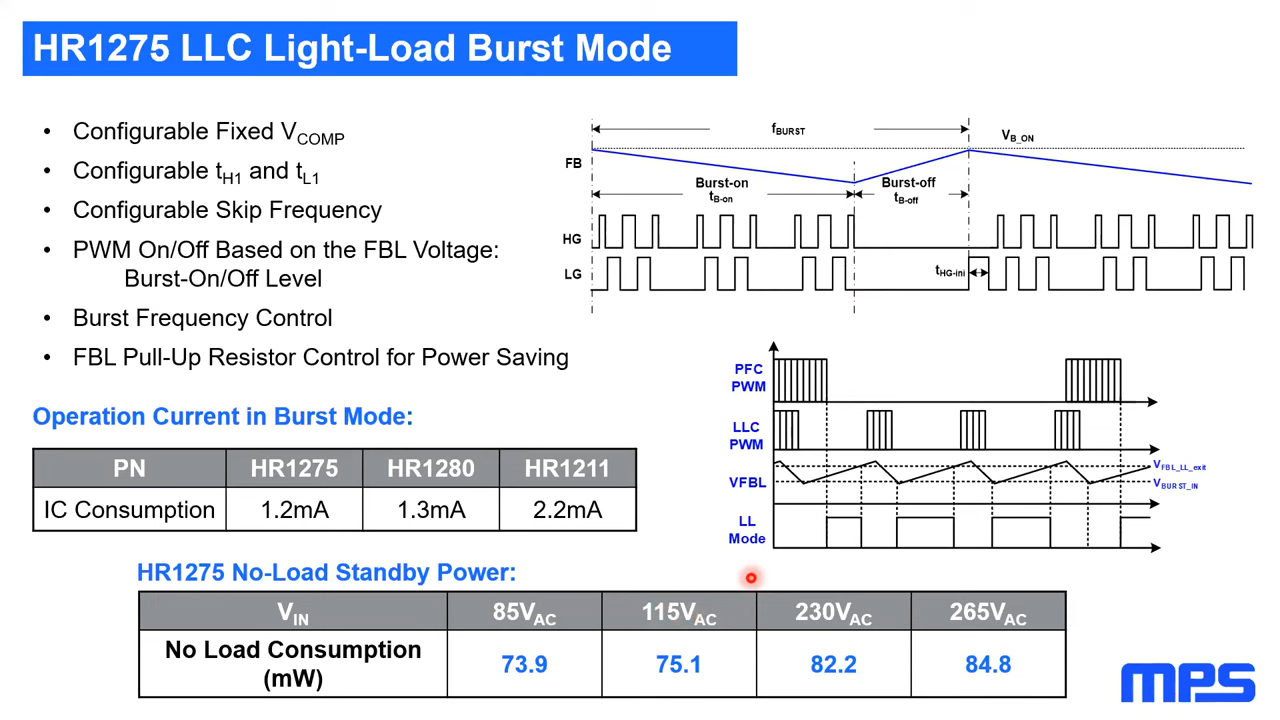 HR1275 LLC Light-Load Burst Mode
• Configurable Fixed VCOMP
• Configurable tH1 and tL1
• Configurable Skip Frequency
• PWM On/Off Based on the FBL Voltage:
Burst-On/Off Level
• Burst Frequency Control
• FBL Pull-Up Resistor Control for Power Saving
fBURST
VB_ON
FB
Burst-on
tB-on
Burst-off
tB-off
HG
LG
tHG-ini
PFC
PWM
LLC
PWM
VFBL
VFBL_LL_exit
VBURST_IN
LL
Mode
Operation Current in Burst Mode:
PN HR1275 HR1280 HR1211
IC Consumption 1.2mA 1.3mA 2.2mA
HR1275 No-Load Standby Power:
VIN 85VAC 115VAC 230VAC 265VAC
No Load Consumption
(mW) 73.9 75.1 82.2 84.8
mps